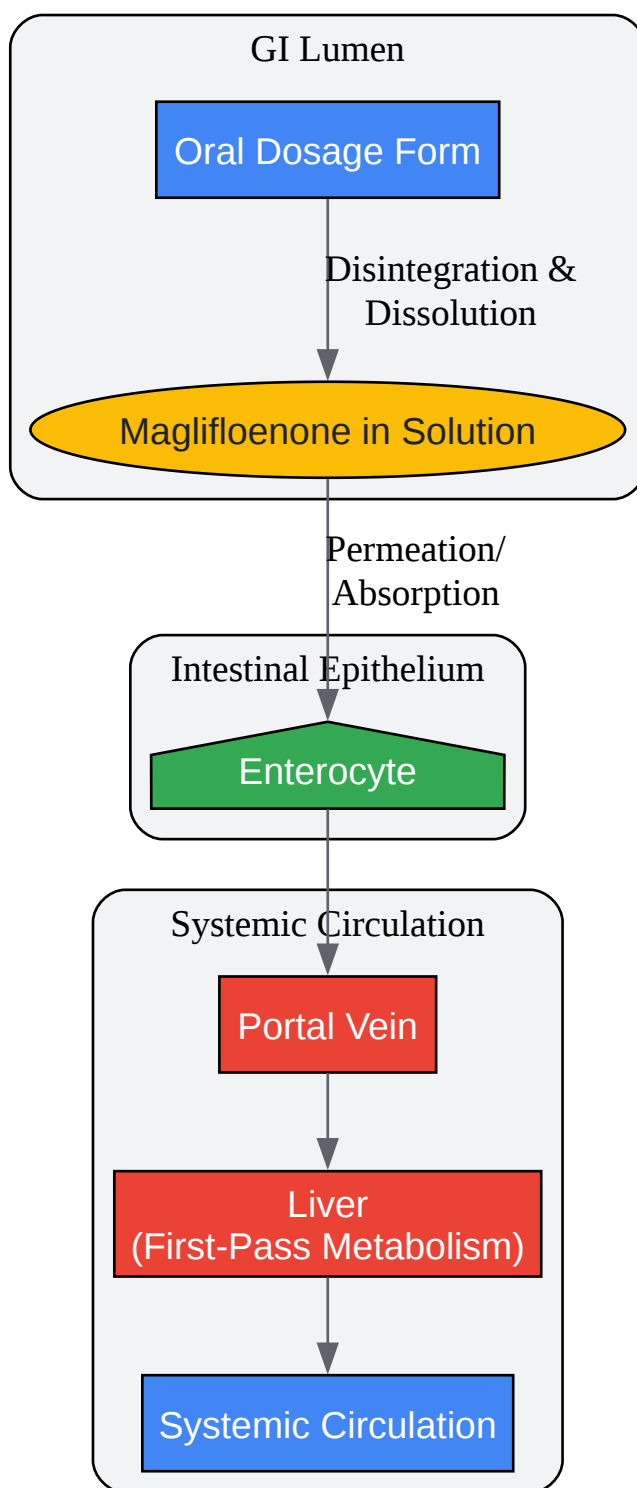 GI Lumen
Oral Dosage Form
Disintegration &
Dissolution
Maglifloenone in Solution
Permeation/
Absorption
Intestinal Epithelium
Enterocyte
Systemic Circulation
Portal Vein
Liver
(First-Pass Metabolism)
Systemic Circulation